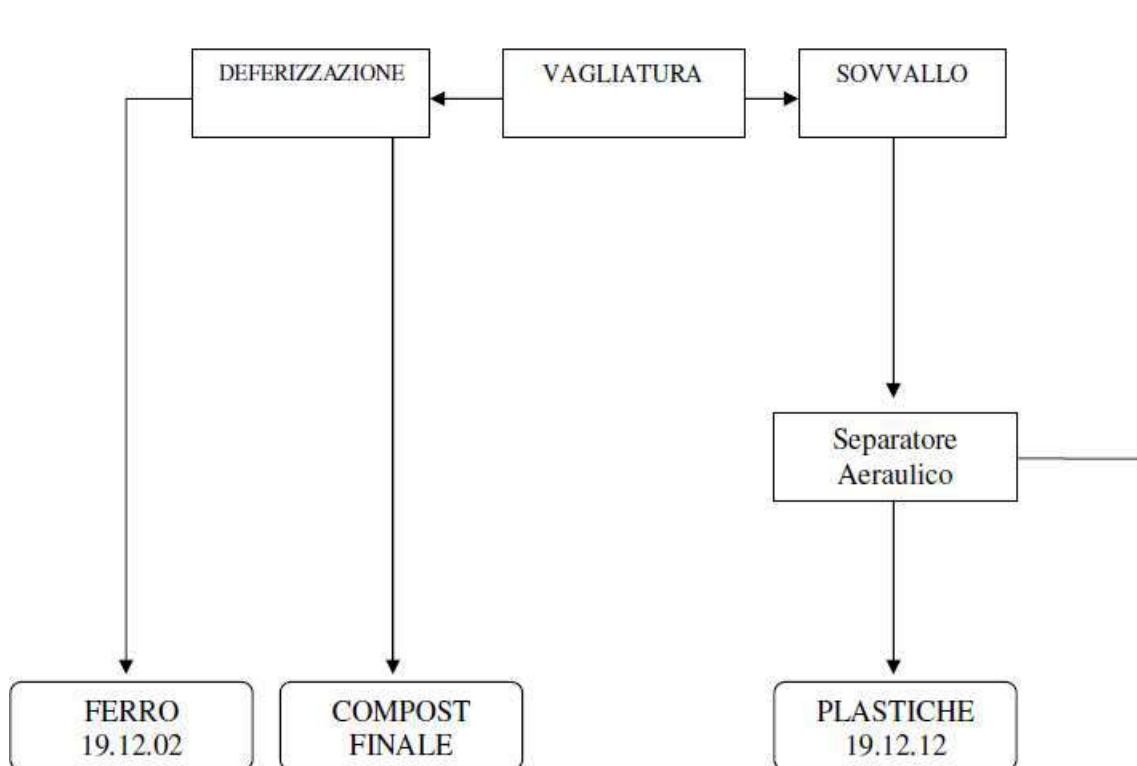 DEFERIZZAZIONE
VAGLIATURA
SOVVALLO
Separatore
Aeraulico
FERRO
19.12.02
COMPOST
FINALE
PLASTICHE
19.12.12